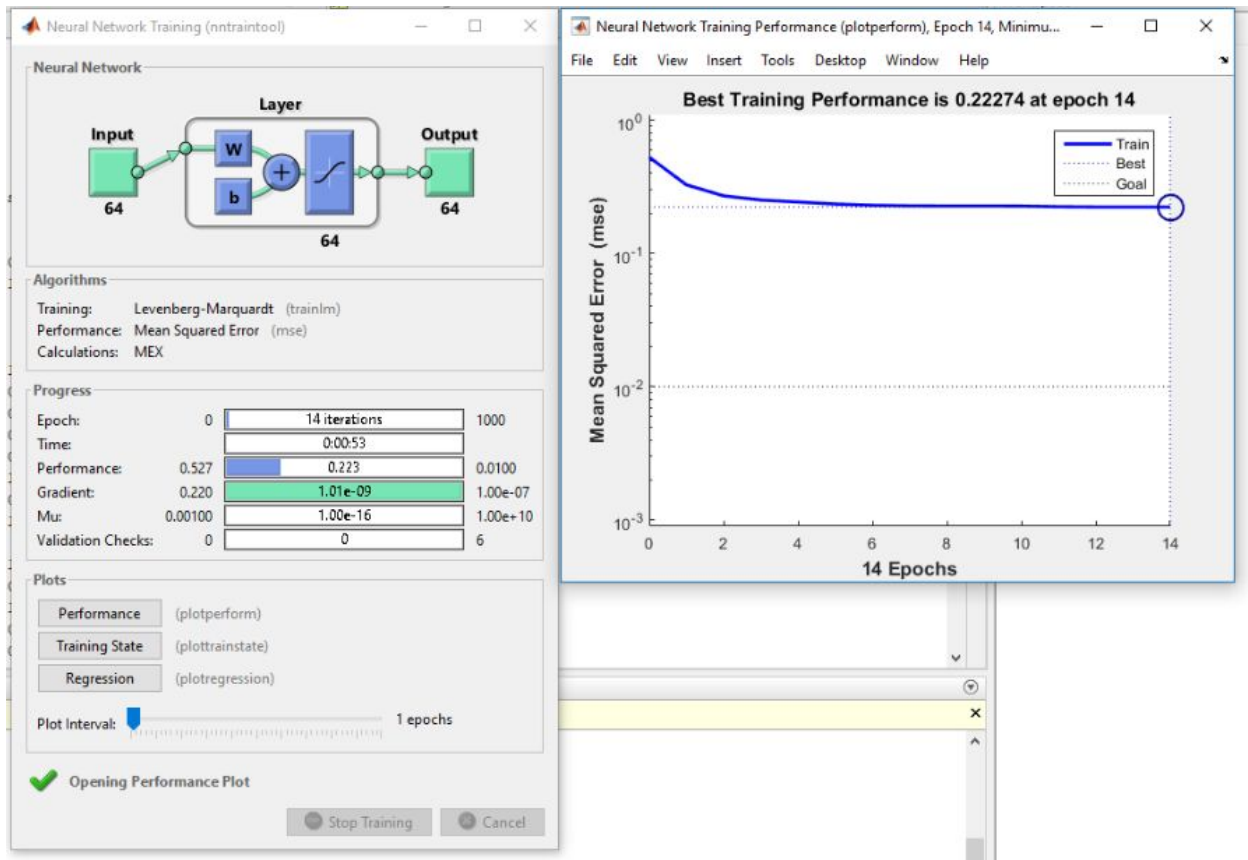 Neural Network Training (nntraintool)
Neural Network
Layer
Input
Output
W
b
+
64
64
64
Algorithms
Training: Levenberg-Marquardt (trainlm)
Performance: Mean Squared Error (mse)
Calculations: MEX
Progress
Epoch: 0 14 iterations 1000
Time: 0:00:53
Performance: 0.527 0.223 0.0100
Gradient: 0.220 1.01e-09 1.00e-07
Mu: 0.00100 1.00e-16 1.00e+10
Validation Checks: 0 0 6
Plots
Performance (plotperform)
Training State (plottrainstate)
Regression (plotregression)
Plot Interval: 1 epochs
Opening Performance Plot
Stop Training Cancel
Neural Network Training Performance (plotperform), Epoch 14, Minimu...
File Edit View Insert Tools Desktop Window Help
Best Training Performance is 0.22274 at epoch 14
Train
Best
Goal
Mean Squared Error (mse)
10^0
10^-1
10^-2
10^-3
0 2 4 6 8 10 12 14
14 Epochs